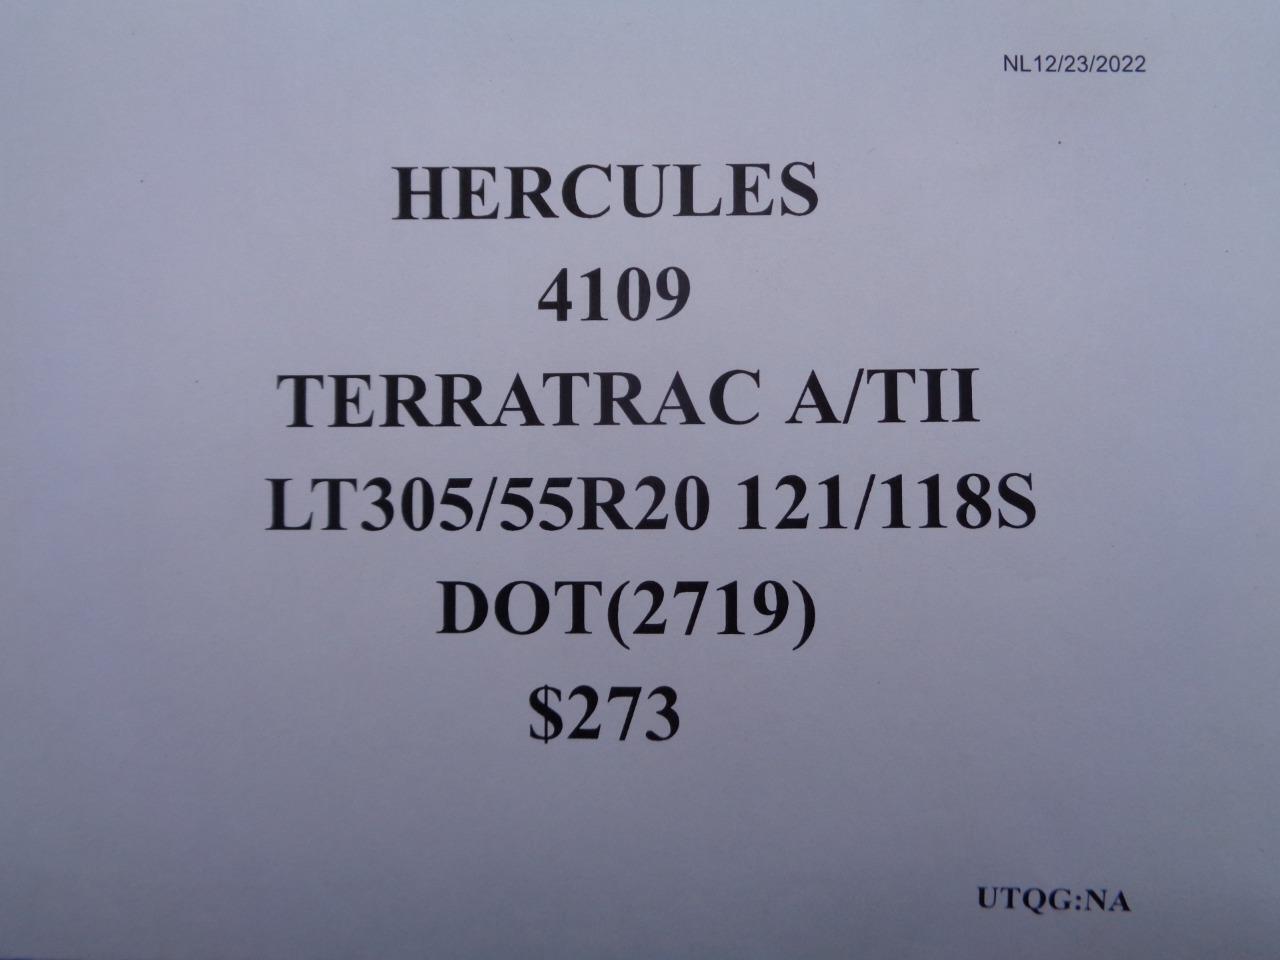 NL12/23/2022
HERCULES
4109
TERRATRAC A/TII
LT305/55R20 121/118S
DOT(2719)
$273
UTQG:NA